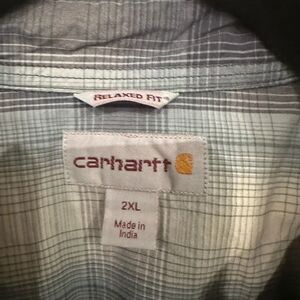 RELAXED FIT
carhartt
2XL
Made in
India